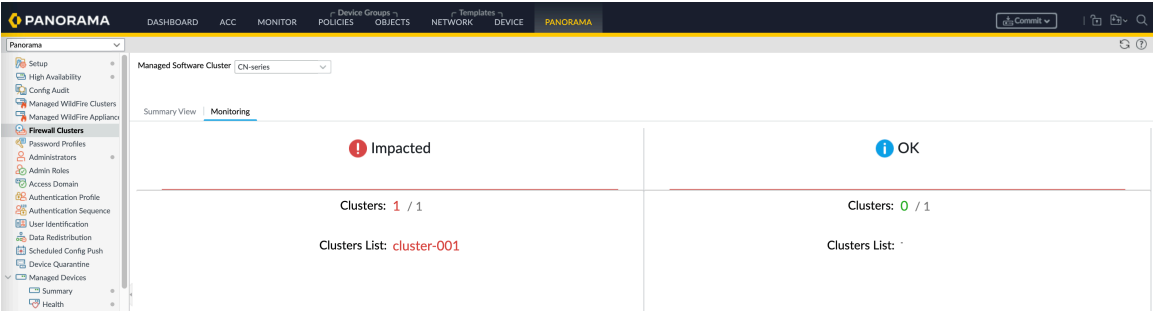 PANORAMA
DASHBOARD ACC MONITOR Device Groups POLICIES OBJECTS Templates NETWORK DEVICE PANORAMA
Commit
Panorama
Setup
High Availability
Config Audit
Managed WildFire Clusters
Managed WildFire Applianc
Firewall Clusters
Password Profiles
Administrators
Admin Roles
Access Domain
Authentication Profile
Authentication Sequence
User Identification
Data Redistribution
Scheduled Config Push
Device Quarantine
Managed Devices
Summary
Health
Managed Software Cluster CN-series
Summary View Monitoring
Impacted
Clusters: 1 / 1
Clusters List: cluster-001
OK
Clusters: 0 / 1
Clusters List: -